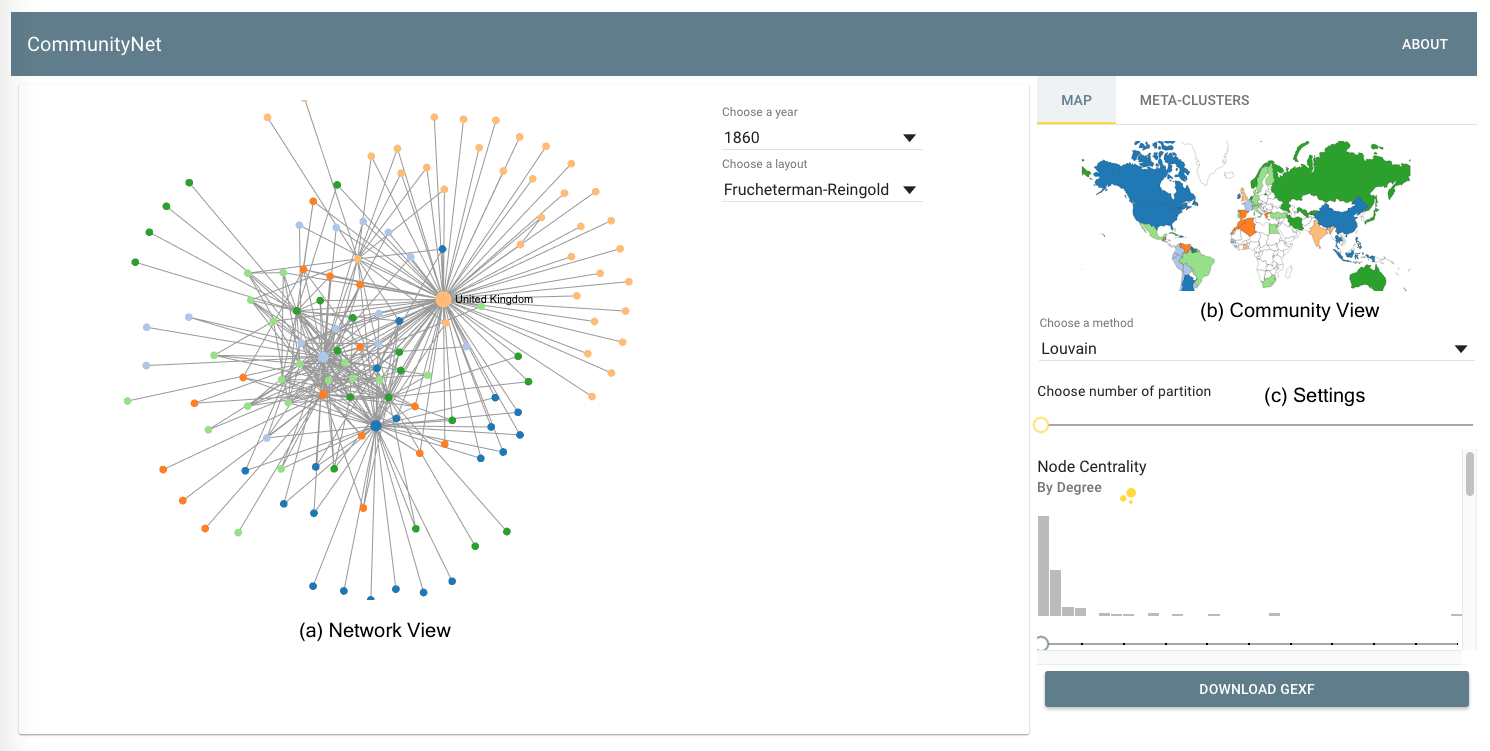 CommunityNet
ABOUT
Choose a year
1860
Choose a layout
Frucheterman-Reingold
United Kingdom
(a) Network View
MAP
META-CLUSTERS
(b) Community View
Choose a method
Louvain
Choose number of partition
(c) Settings
Node Centrality
By Degree
DOWNLOAD GEXF